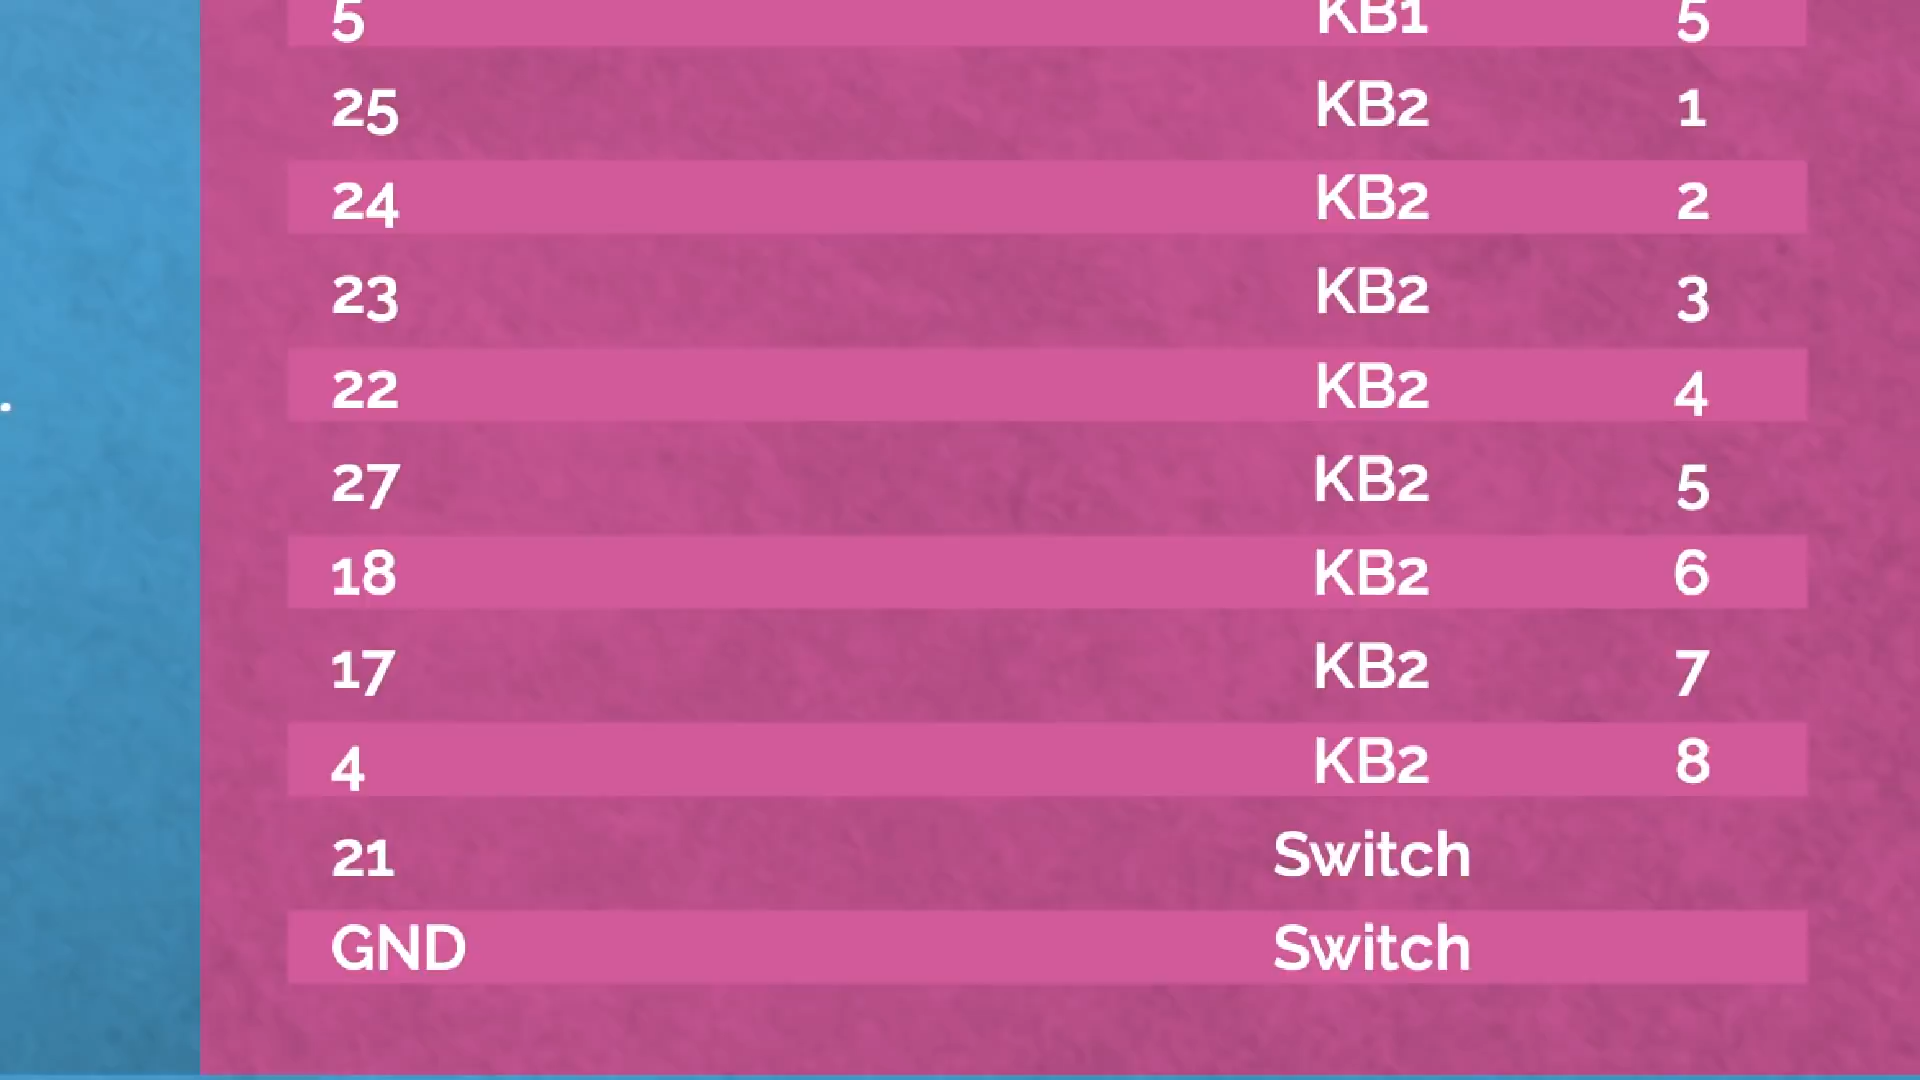 5 KB1 5
25 KB2 1
24 KB2 2
23 KB2 3
22 KB2 4
27 KB2 5
18 KB2 6
17 KB2 7
4 KB2 8
21 Switch
GND Switch